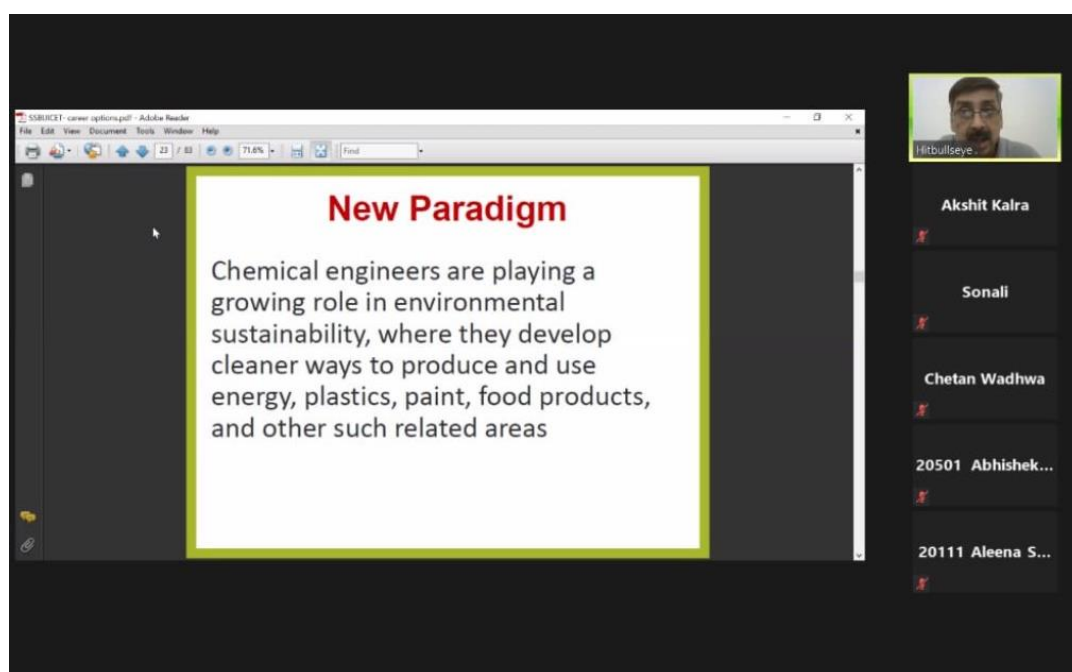 SSBUICET- career options.pdf - Adobe Reader
File Edit View Document Tools Window Help
23 / 83 71.6% Find
New Paradigm
Chemical engineers are playing a
growing role in environmental
sustainability, where they develop
cleaner ways to produce and use
energy, plastics, paint, food products,
and other such related areas
Hitbullseye .
Akshit Kalra
Sonali
Chetan Wadhwa
20501 Abhishek...
20111 Aleena S...